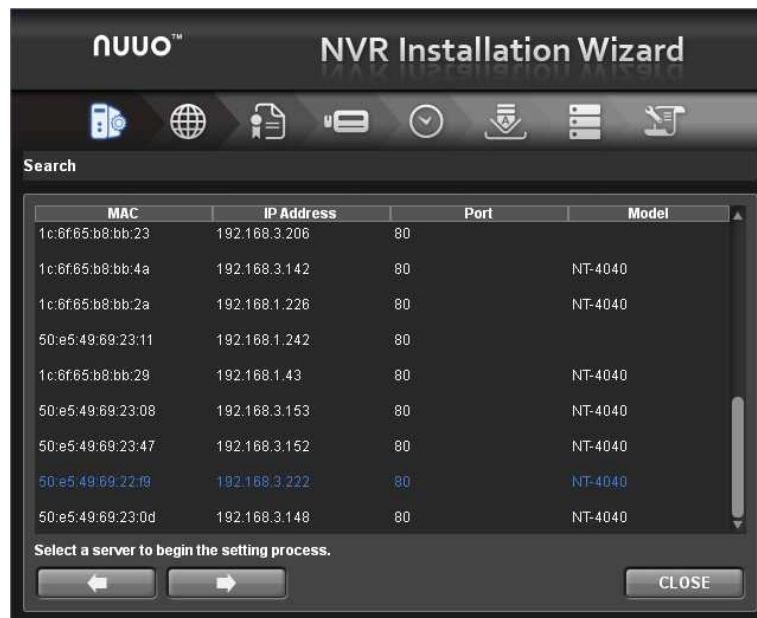 nuuo™ NVR Installation Wizard
Search
MAC IP Address Port Model
1c:6f:65:b8:bb:23 192.168.3.206 80
1c:6f:65:b8:bb:4a 192.168.3.142 80 NT-4040
1c:6f:65:b8:bb:2a 192.168.1.226 80 NT-4040
50:e5:49:69:23:11 192.168.1.242 80
1c:6f:65:b8:bb:29 192.168.1.43 80 NT-4040
50:e5:49:69:23:08 192.168.3.153 80 NT-4040
50:e5:49:69:23:47 192.168.3.152 80 NT-4040
50:e5:49:69:22:f9 192.168.3.222 80 NT-4040
50:e5:49:69:23:0d 192.168.3.148 80 NT-4040
Select a server to begin the setting process.
CLOSE